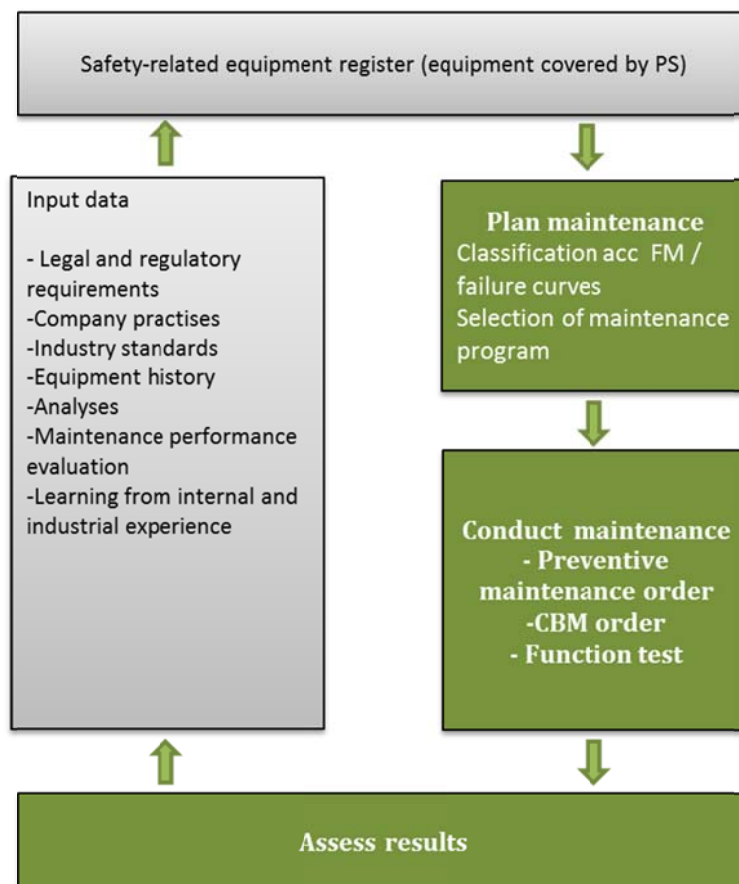 Safety-related equipment register (equipment covered by PS)
Input data
- Legal and regulatory
requirements
-Company practises
-Industry standards
-Equipment history
-Analyses
-Maintenance performance
evaluation
-Learning from internal and
industrial experience
Plan maintenance
Classification acc FM /
failure curves
Selection of maintenance
program
Conduct maintenance
- Preventive
maintenance order
-CBM order
- Function test
Assess results